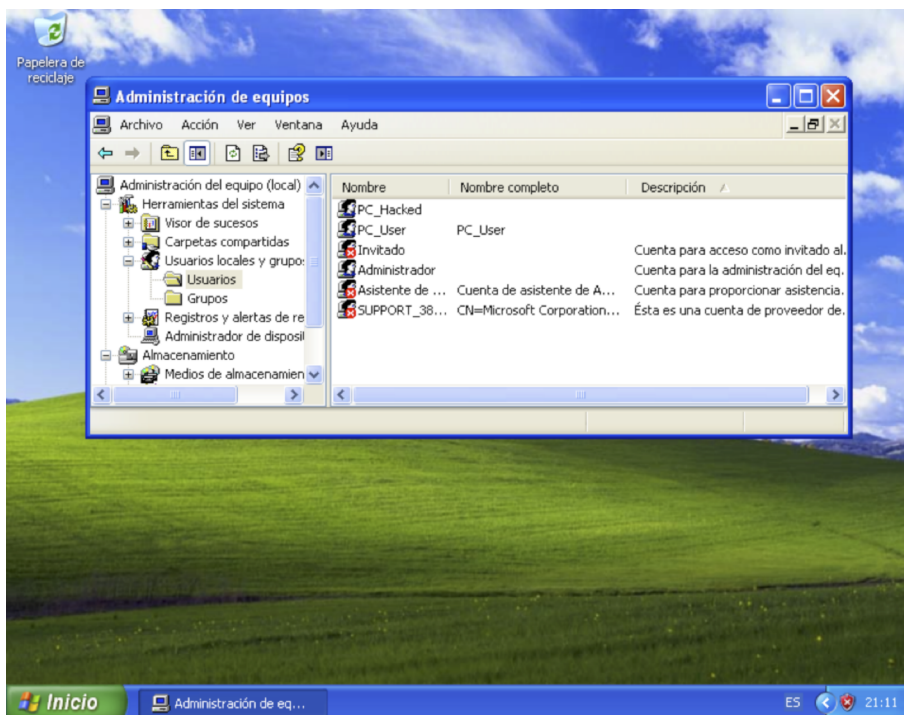 Papelera de
reciclaje
Administración de equipos
Archivo Acción Ver Ventana Ayuda
Administración del equipo (local)
Herramientas del sistema
Visor de sucesos
Carpetas compartidas
Usuarios locales y grupo
Usuarios
Grupos
Registros y alertas de re
Administrador de disposit
Almacenamiento
Medios de almacenamien
Nombre Nombre completo Descripción
PC_Hacked
PC_User PC_User
Invitado Cuenta para acceso como invitado al.
Administrador Cuenta para la administración del eq.
Asistente de ... Cuenta de asistente de A... Cuenta para proporcionar asistencia.
SUPPORT_38... CN=Microsoft Corporation... Ésta es una cuenta de proveedor de.
Inicio
Administración de eq...
ES
21:11